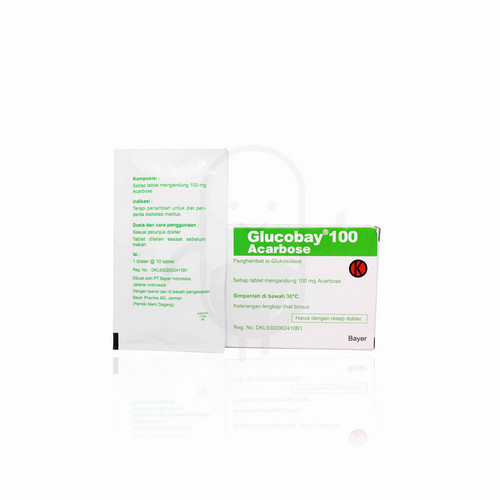 Komposisi :
Setiap tablet mengandung 100 mg
Acarbose
Indikasi :
Terapi penambah untuk diet pen
derita diabetes melitus
Dosis dan cara penggunaan :
Sesuai petunjuk dokter
Tablet ditelan sesaat sebelum
makan
Isi :
1 blister @ 10 tablet
Reg. No. : DKL9302002410B1
Dibuat oleh PT Bayer Indonesia,
Jakarta-Indonesia
Dengan lisensi dan di bawah pengawasan
Bayer Pharma AG, Jerman
(Pemilik Merk Dagang)
Glucobay® 100
Acarbose
Penghambat α-Glukosidase
K
Setiap tablet mengandung 100 mg Acarbose
Simpanlah di bawah 30°C.
Keterangan lengkap lihat brosur
Harus dengan resep dokter.
Reg. No. DKL9302002410B1
Bayer